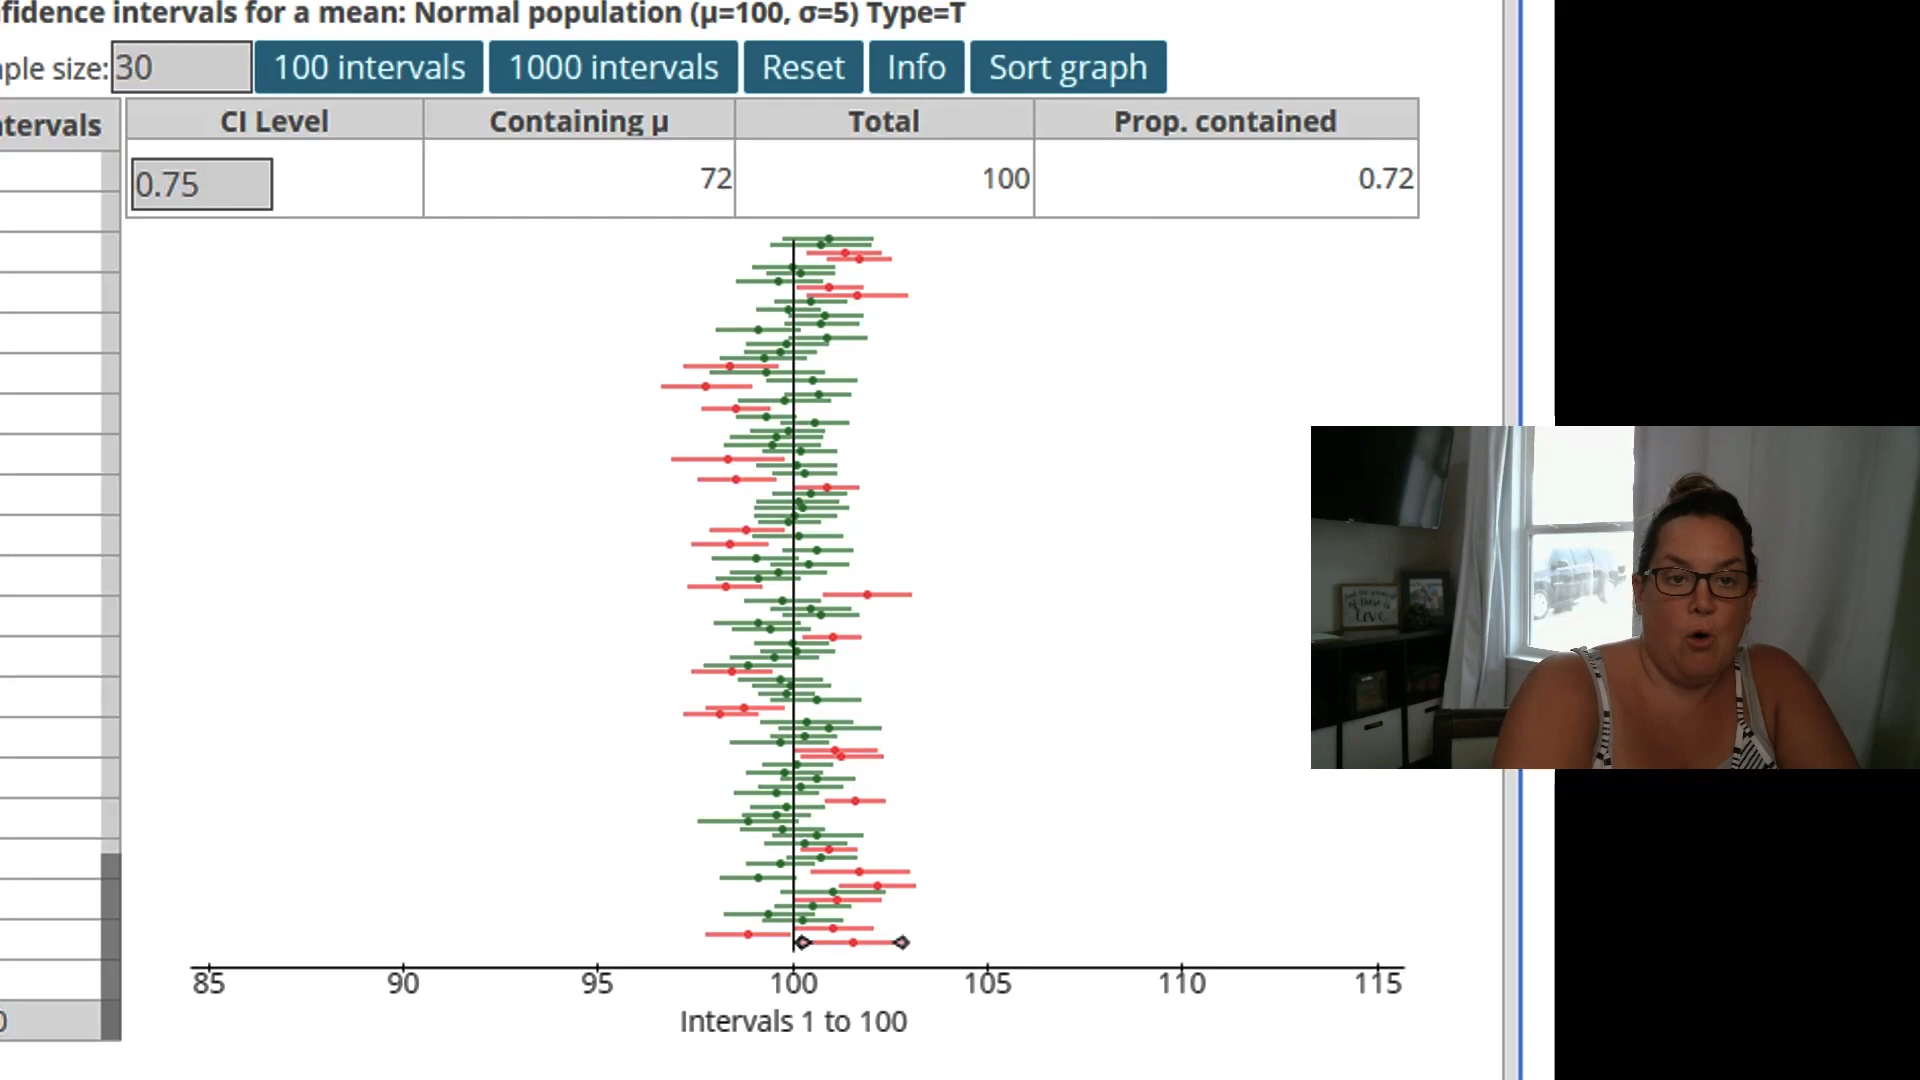 fidence intervals for a mean: Normal population (μ=100, σ=5) Type=T
ple size: 30 100 intervals 1000 intervals Reset Info Sort graph
tervals CI Level Containing μ Total Prop. contained
0.75 72 100 0.72
85 90 95 100 105 110 115
Intervals 1 to 100
love